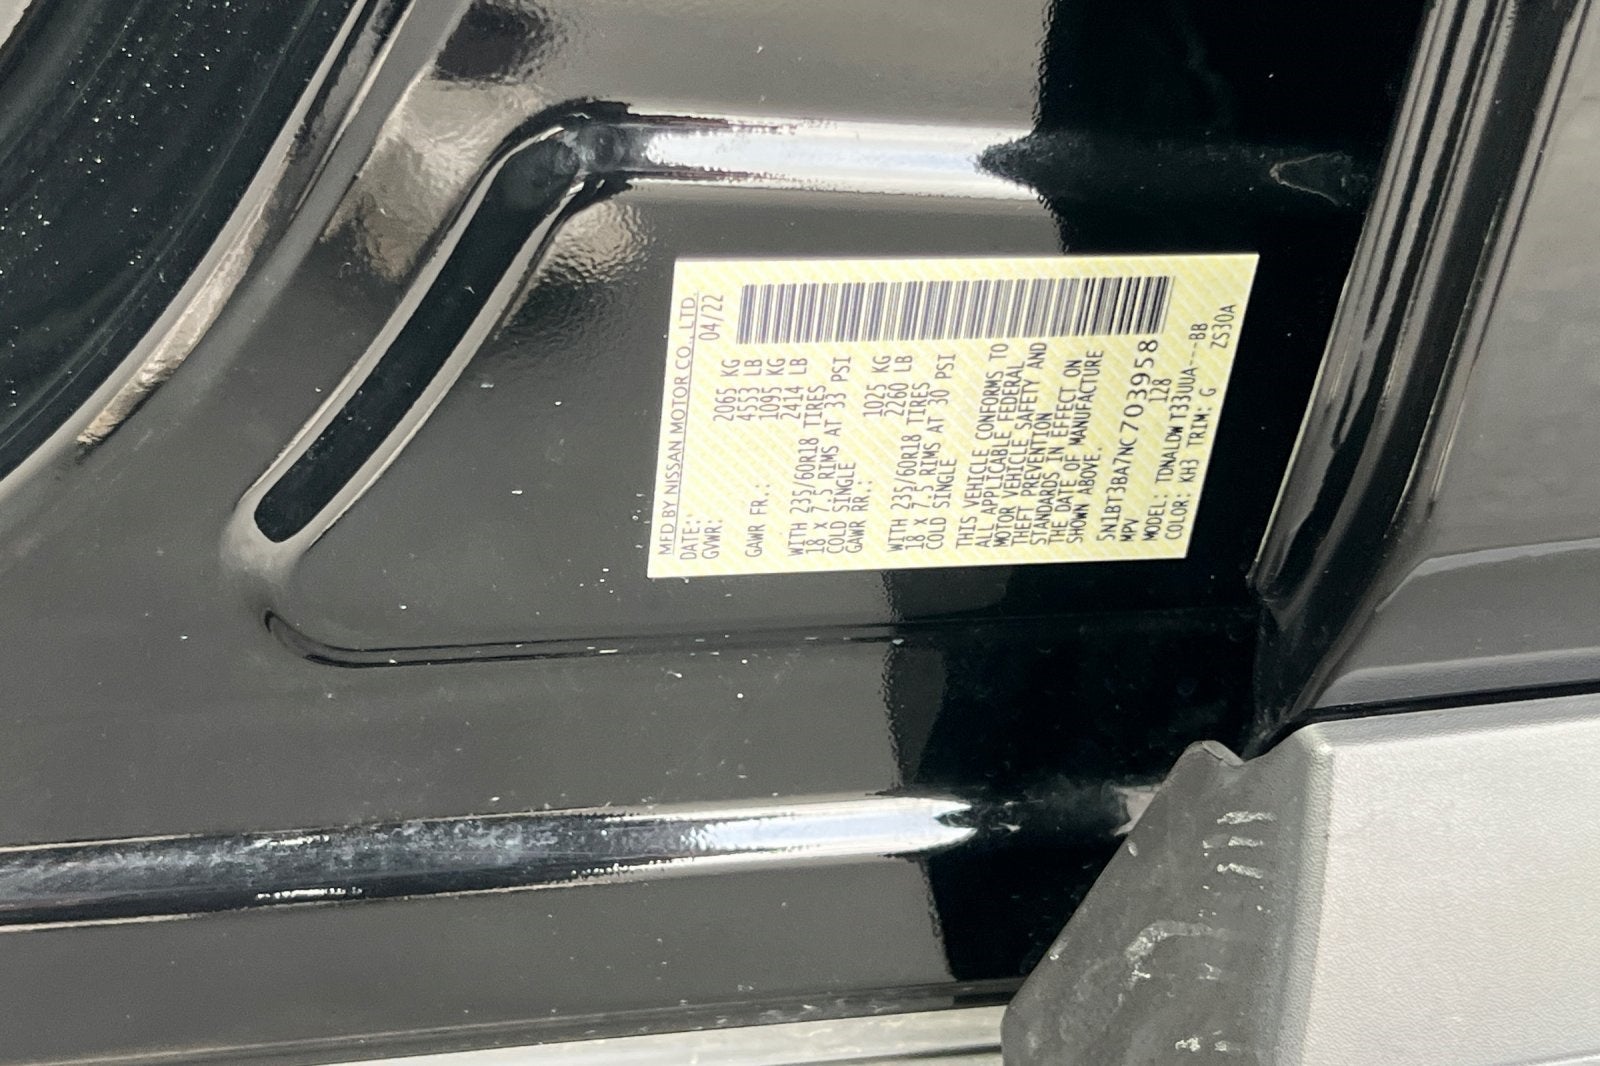 MFD BY NISSAN MOTOR CO., LTD.
DATE: 04/22
GVWR: 2065 KG
4553 LB
GAWR FR.: 1095 KG
2414 LB
WITH 235/60R18 TIRES
18 X 7.5 RIMS AT 33 PSI
COLD SINGLE
GAWR RR.: 1025 KG
2260 LB
WITH 235/60R18 TIRES
18 X 7.5 RIMS AT 30 PSI
COLD SINGLE
THIS VEHICLE CONFORMS TO
ALL APPLICABLE FEDERAL
MOTOR VEHICLE SAFETY AND
THEFT PREVENTION
STANDARDS IN EFFECT ON
THE DATE OF MANUFACTURE
SHOWN ABOVE.
5N1BT3BA7NC703958
MPV 128
MODEL: TDNALDW T33UUA---BB
COLOR: KH3 TRIM: G ZS30A